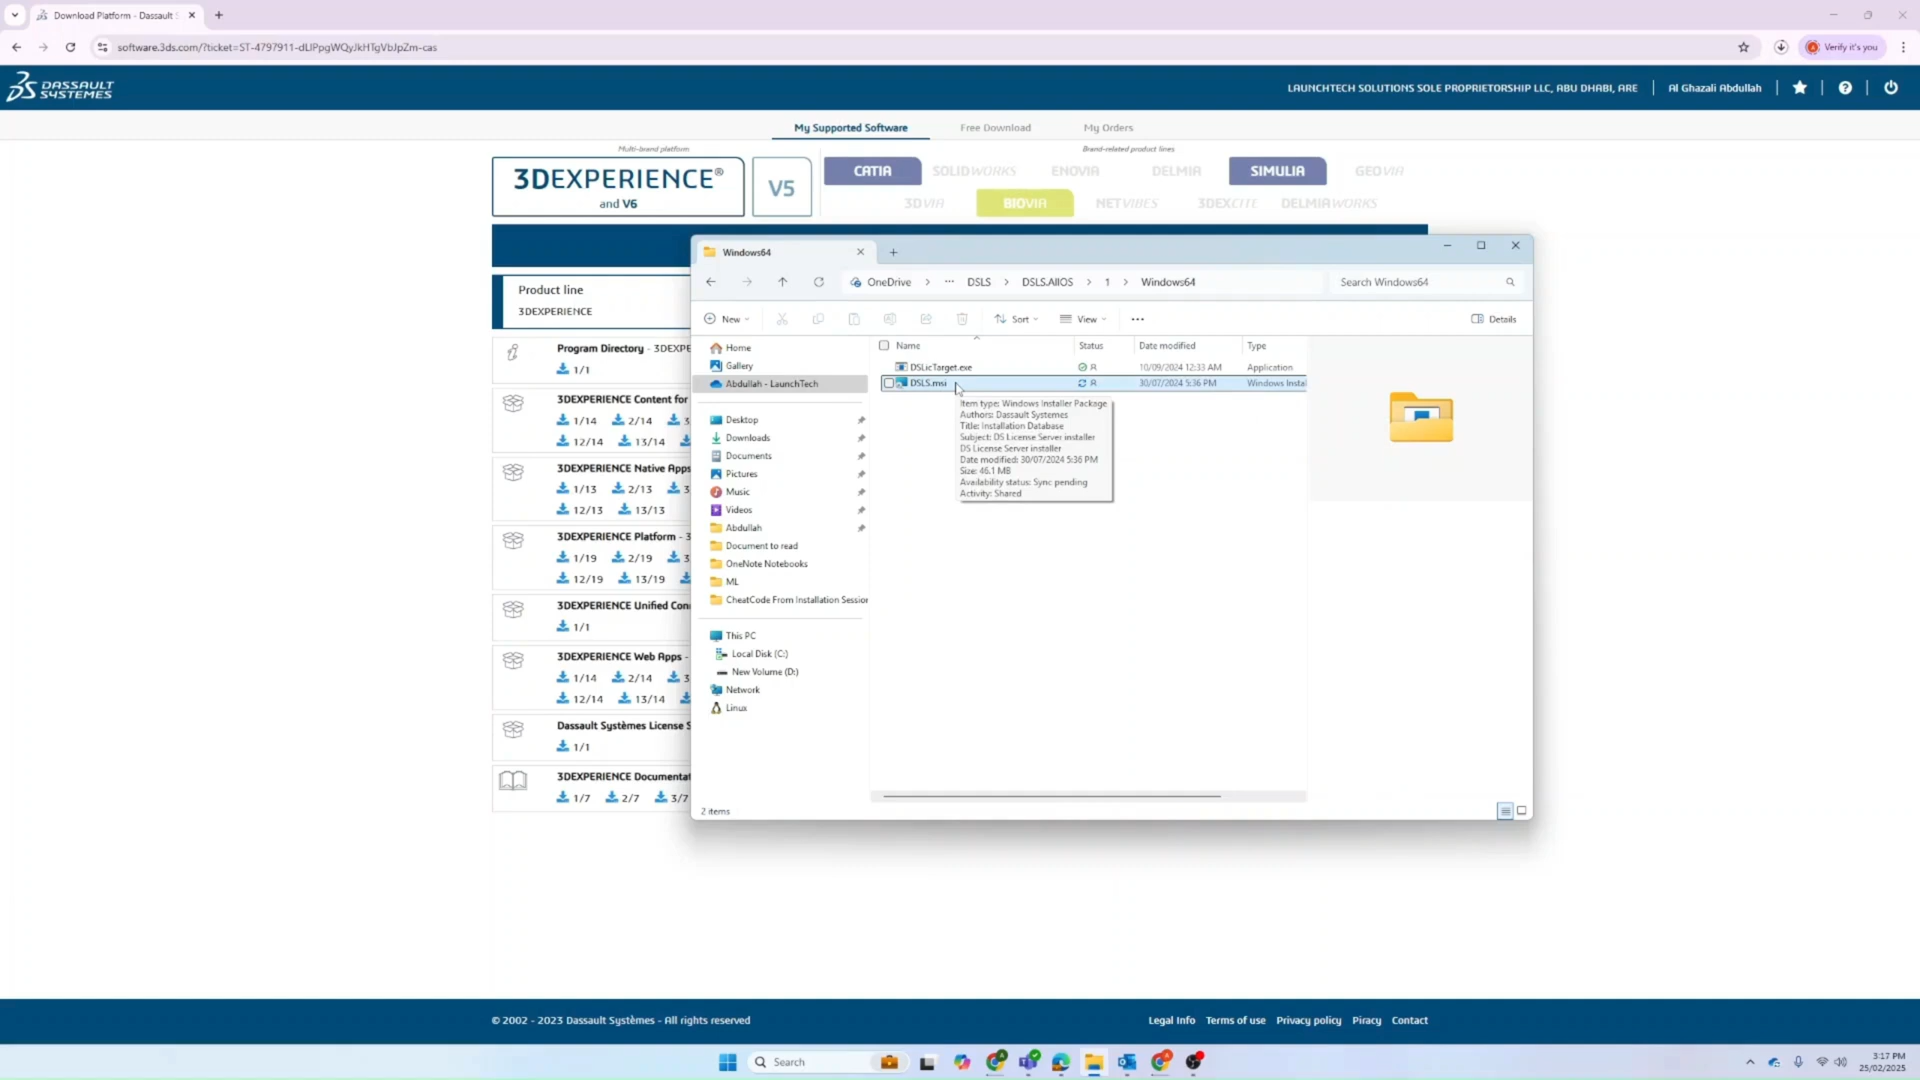 Download Platform - Dassault S
software.3ds.com/?ticket=ST-4797911-dLIPpgWQyJkHTgVbJpZm-cas
Verify it's you
DASSAULT
SYSTEMES
LAUNCHTECH SOLUTIONS SOLE PROPRIETORSHIP LLC, ABU DHABI, ARE
Al Ghazali Abdullah
My Supported Software
Free Download
My Orders
Multi-brand platform
Brand-related product lines
3DEXPERIENCE®
and V6
V5
CATIA
SOLIDWORKS
ENOVIA
DELMIA
SIMULIA
GEOVIA
3DVIA
BIOVIA
NETVIBES
3DEXCITE
DELMIAWORKS
Product line
3DEXPERIENCE
Program Directory - 3DEXPE
1/1
3DEXPERIENCE Content for
1/14 2/14 3
12/14 13/14
3DEXPERIENCE Native Apps
1/13 2/13 3
12/13 13/13
3DEXPERIENCE Platform - 3
1/19 2/19 3
12/19 13/19
3DEXPERIENCE Unified Con
1/1
3DEXPERIENCE Web Apps -
1/14 2/14 3
12/14 13/14
Dassault Systèmes License S
1/1
3DEXPERIENCE Documentat
1/7 2/7 3/7
Windows64
OneDrive > ··· DSLS > DSLS.AllOS > 1 > Windows64
Search Windows64
New
Sort
View
Details
Home
Gallery
Abdullah - LaunchTech
Desktop
Downloads
Documents
Pictures
Music
Videos
Abdullah
Document to read
OneNote Notebooks
ML
CheatCode From Installation Session
This PC
Local Disk (C:)
New Volume (D:)
Network
Linux
Name Status Date modified Type
DSLicTarget.exe 10/09/2024 12:33 AM Application
DSLS.msi 30/07/2024 5:36 PM Windows Instal
Item type: Windows Installer Package
Authors: Dassault Systemes
Title: Installation Database
Subject: DS License Server installer
DS License Server installer
Date modified: 30/07/2024 5:36 PM
Size: 46.1 MB
Availability status: Sync pending
Activity: Shared
2 items
© 2002 - 2023 Dassault Systèmes - All rights reserved
Legal Info
Terms of use
Privacy policy
Piracy
Contact
Search
3:17 PM
25/02/2025